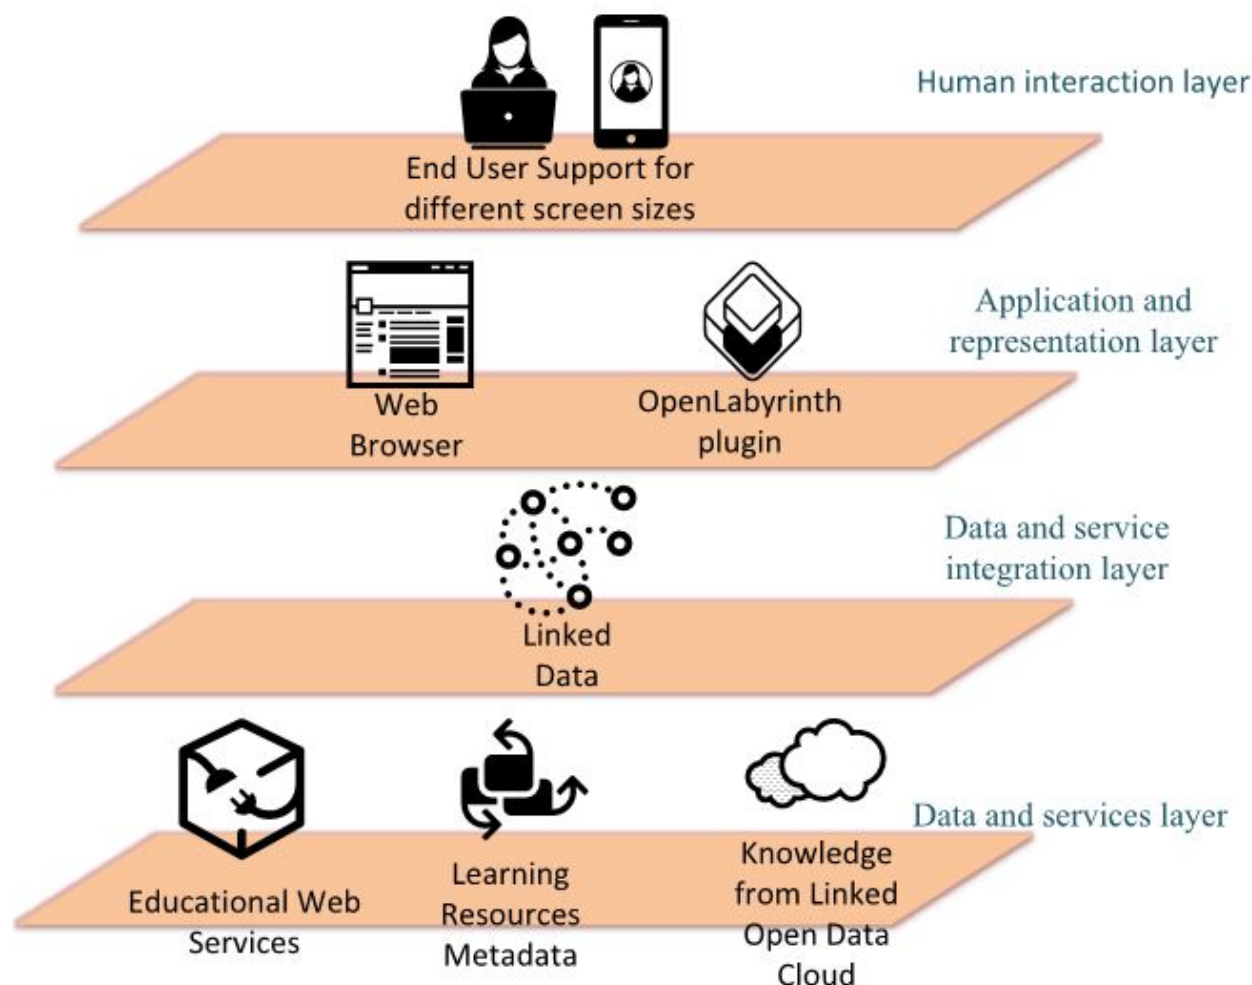 Human interaction layer
End User Support for
different screen sizes
Application and
representation layer
Web
Browser
OpenLabyrinth
plugin
Data and service
integration layer
Linked
Data
Data and services layer
Educational Web
Services
Learning
Resources
Metadata
Knowledge
from Linked
Open Data
Cloud